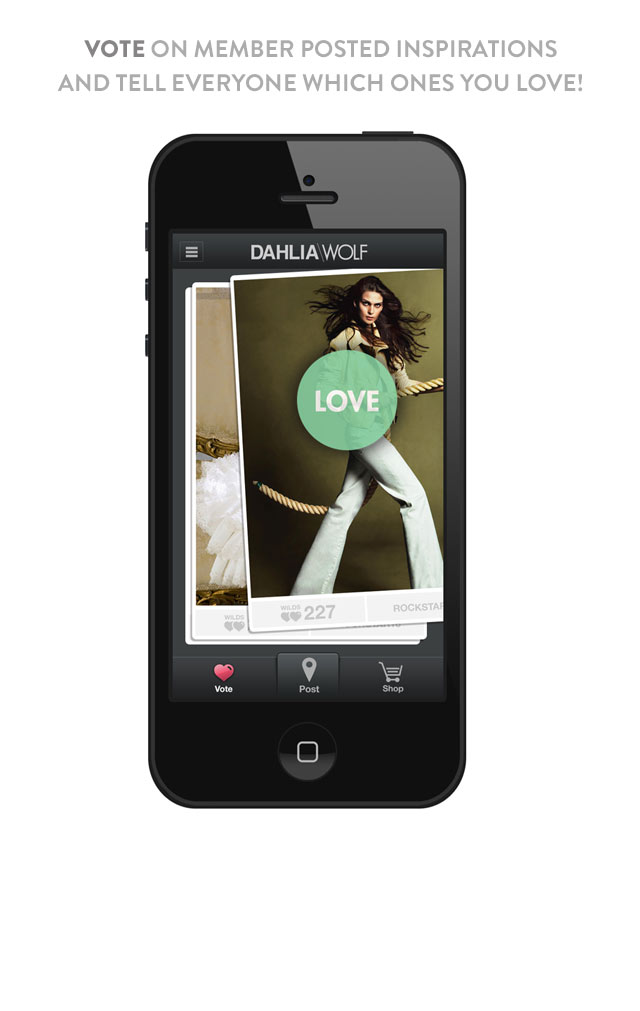 VOTE ON MEMBER POSTED INSPIRATIONS
AND TELL EVERYONE WHICH ONES YOU LOVE!
DAHLIA\WOLF
LOVE
WILDS
227
WILDS
Vote
Post
Shop